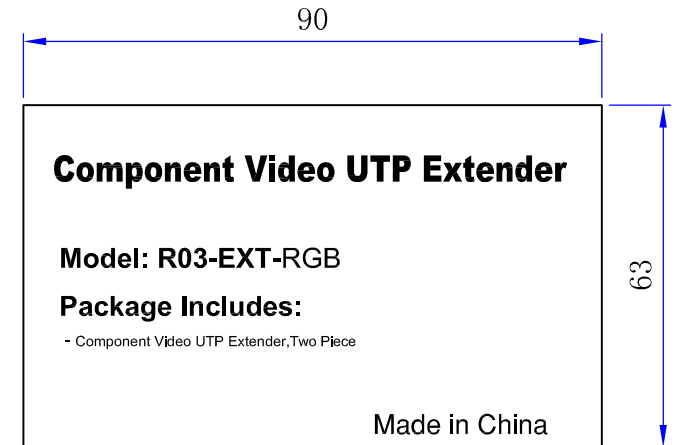 90
Component Video UTP Extender
Model: R03-EXT-RGB
63
Package Includes:
- Component Video UTP Extender,Two Piece
Made in China